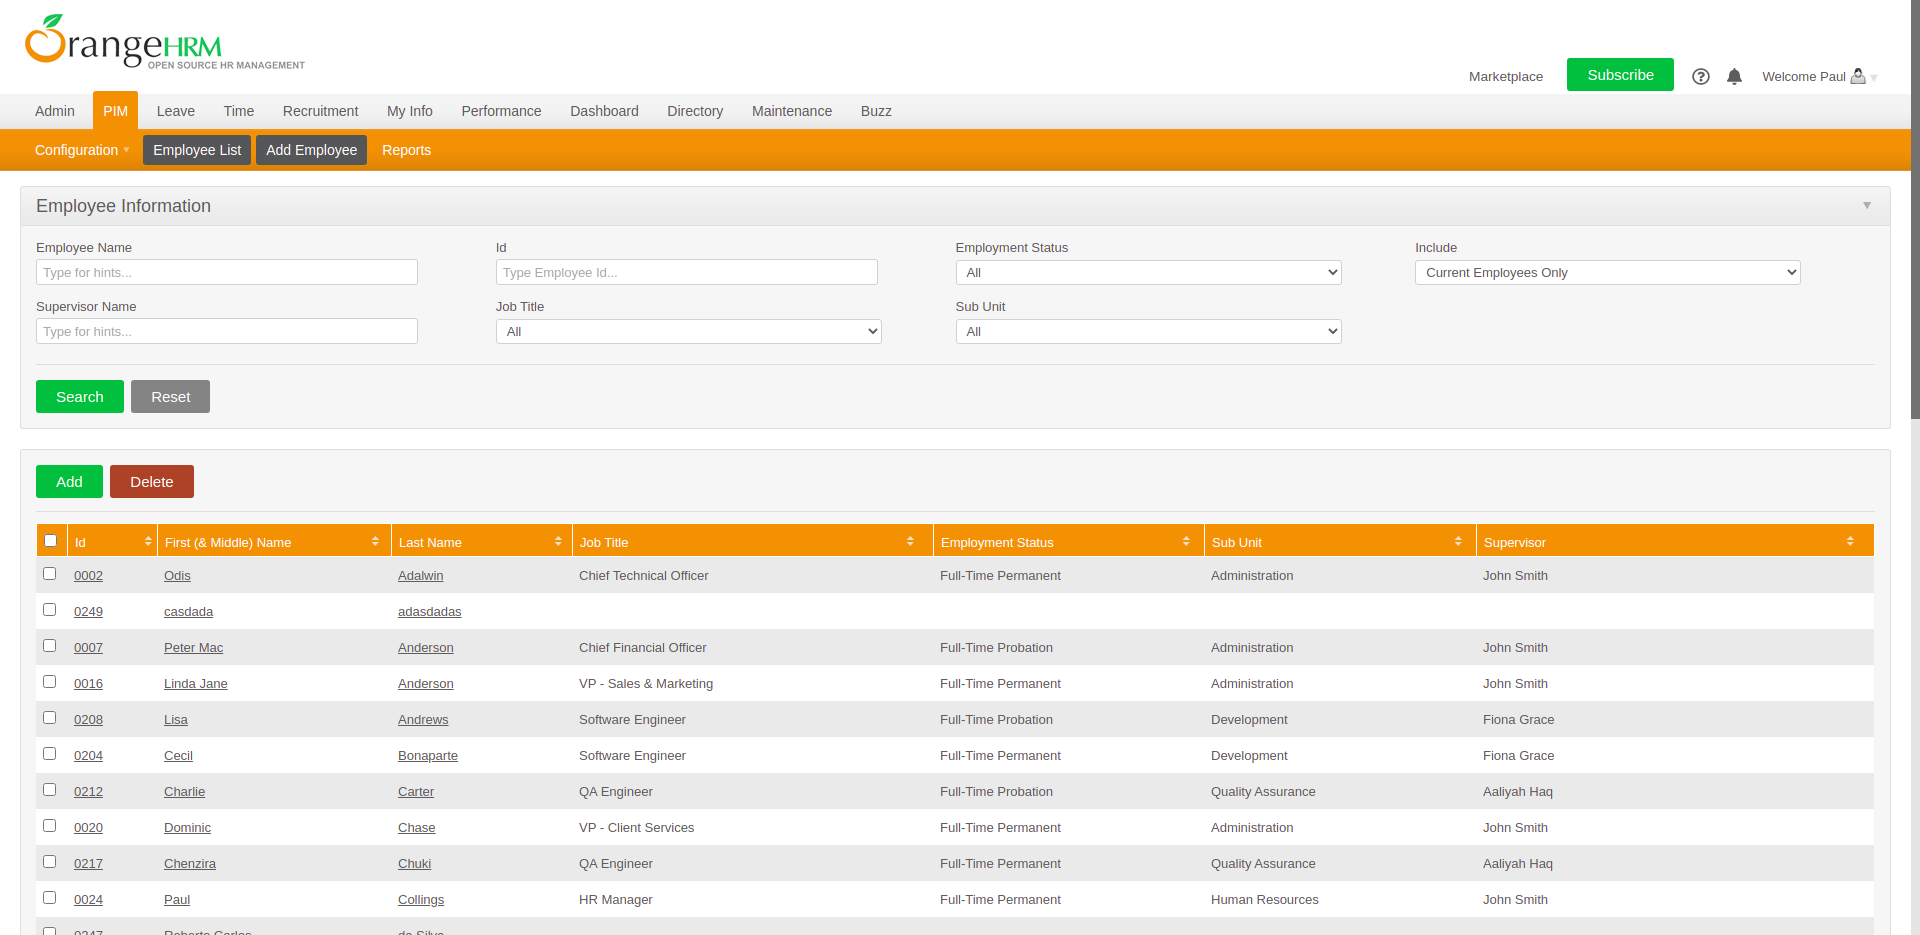 OrangeHRM
OPEN SOURCE HR MANAGEMENT
Marketplace Subscribe Welcome Paul
Admin PIM Leave Time Recruitment My Info Performance Dashboard Directory Maintenance Buzz
Configuration Employee List Add Employee Reports
Employee Information
Employee Name Id Employment Status Include
Type for hints... Type Employee Id... All Current Employees Only
Supervisor Name Job Title Sub Unit
Type for hints... All All
Search Reset
Add Delete
Id First (& Middle) Name Last Name Job Title Employment Status Sub Unit Supervisor
0002 Odis Adalwin Chief Technical Officer Full-Time Permanent Administration John Smith
0249 casdada adasdadas
0007 Peter Mac Anderson Chief Financial Officer Full-Time Probation Administration John Smith
0016 Linda Jane Anderson VP - Sales & Marketing Full-Time Permanent Administration John Smith
0208 Lisa Andrews Software Engineer Full-Time Probation Development Fiona Grace
0204 Cecil Bonaparte Software Engineer Full-Time Permanent Development Fiona Grace
0212 Charlie Carter QA Engineer Full-Time Probation Quality Assurance Aaliyah Haq
0020 Dominic Chase VP - Client Services Full-Time Permanent Administration John Smith
0217 Chenzira Chuki QA Engineer Full-Time Permanent Quality Assurance Aaliyah Haq
0024 Paul Collings HR Manager Full-Time Permanent Human Resources John Smith
0247 Roberto Carlos da Silva